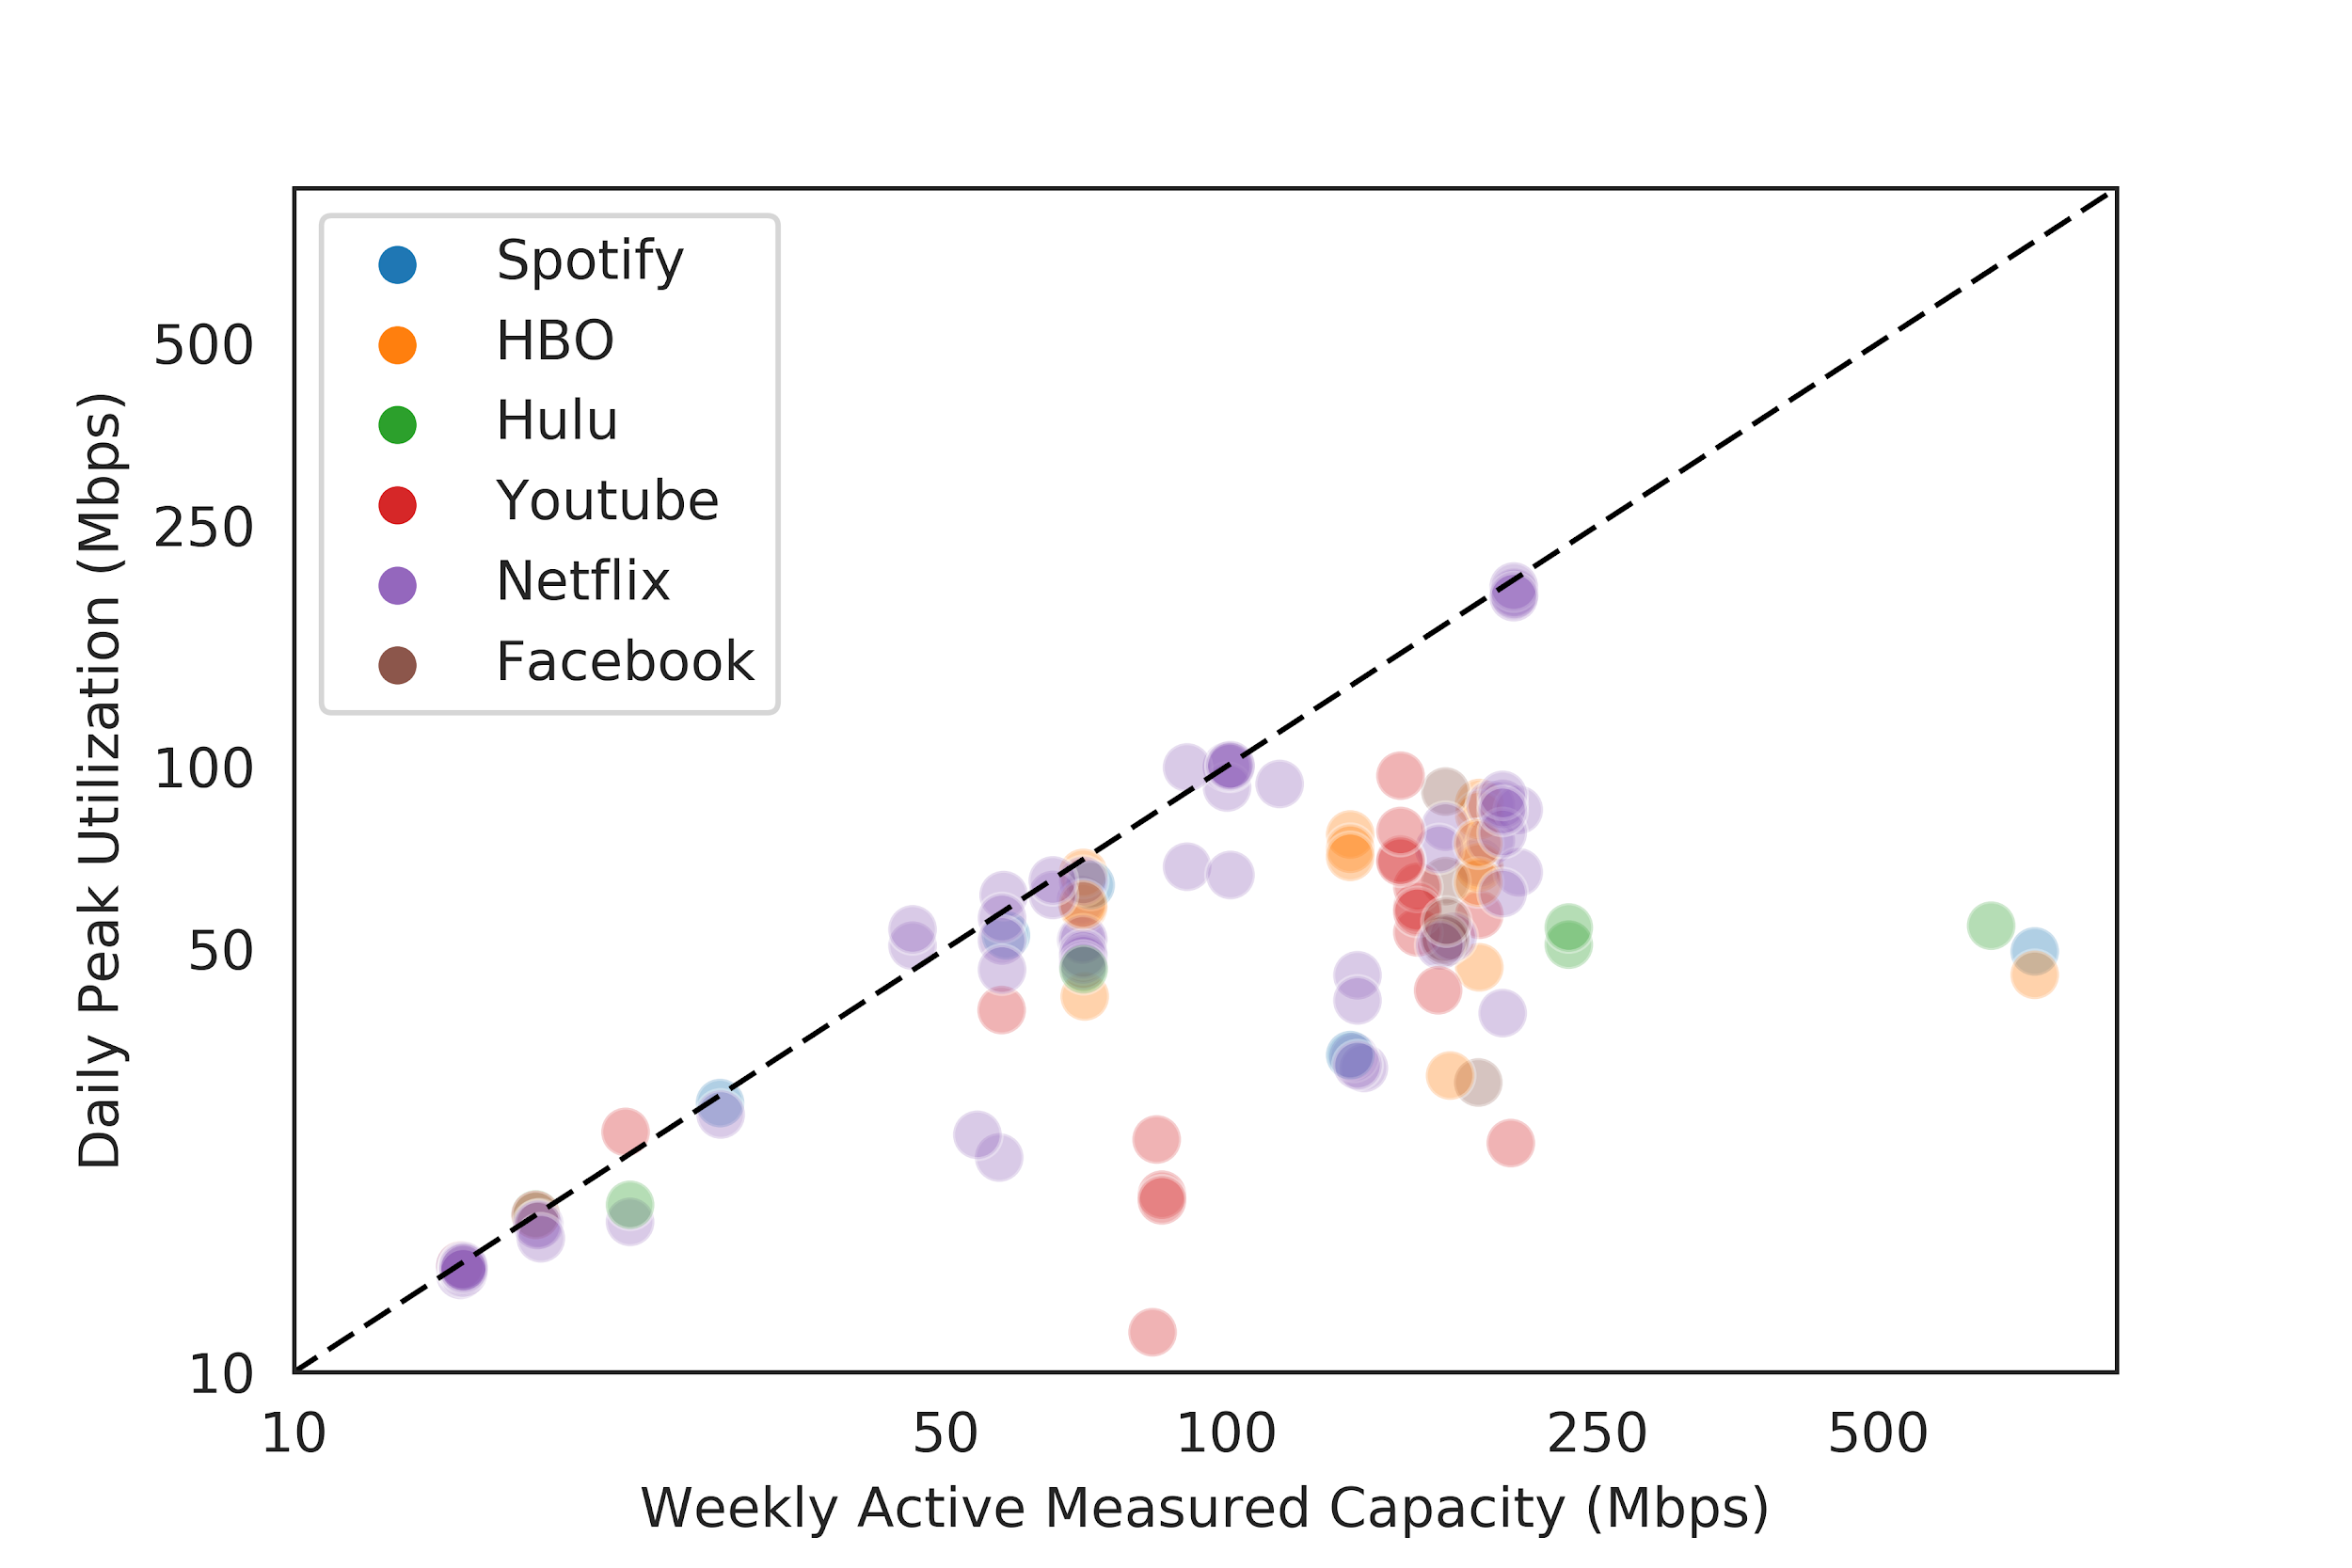 Spotify
HBO
Hulu
Youtube
Netflix
Facebook
Daily Peak Utilization (Mbps)
500
250
100
50
10
10
50
100
250
500
Weekly Active Measured Capacity (Mbps)